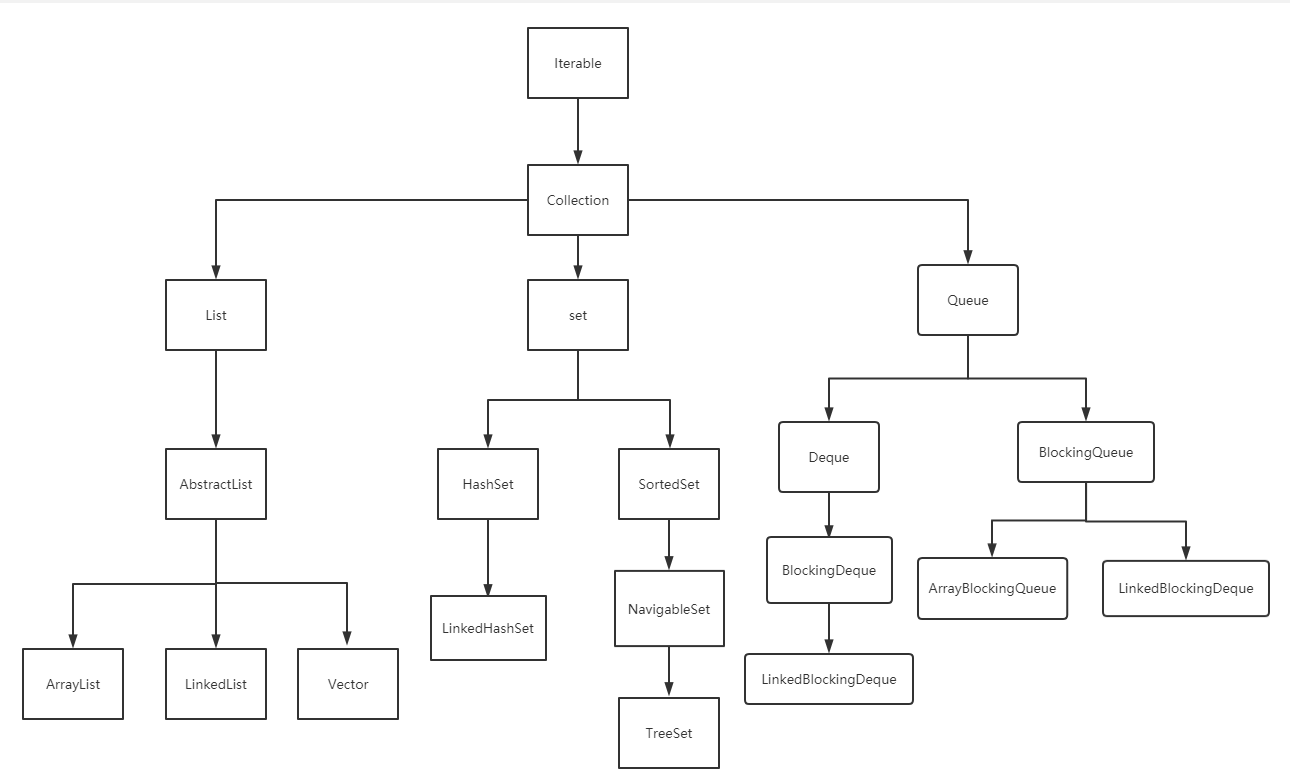 Iterable
Collection
List
set
Queue
AbstractList
HashSet
SortedSet
Deque
BlockingQueue
ArrayList
LinkedList
Vector
LinkedHashSet
NavigableSet
TreeSet
BlockingDeque
LinkedBlockingDeque
ArrayBlockingQueue
LinkedBlockingDeque